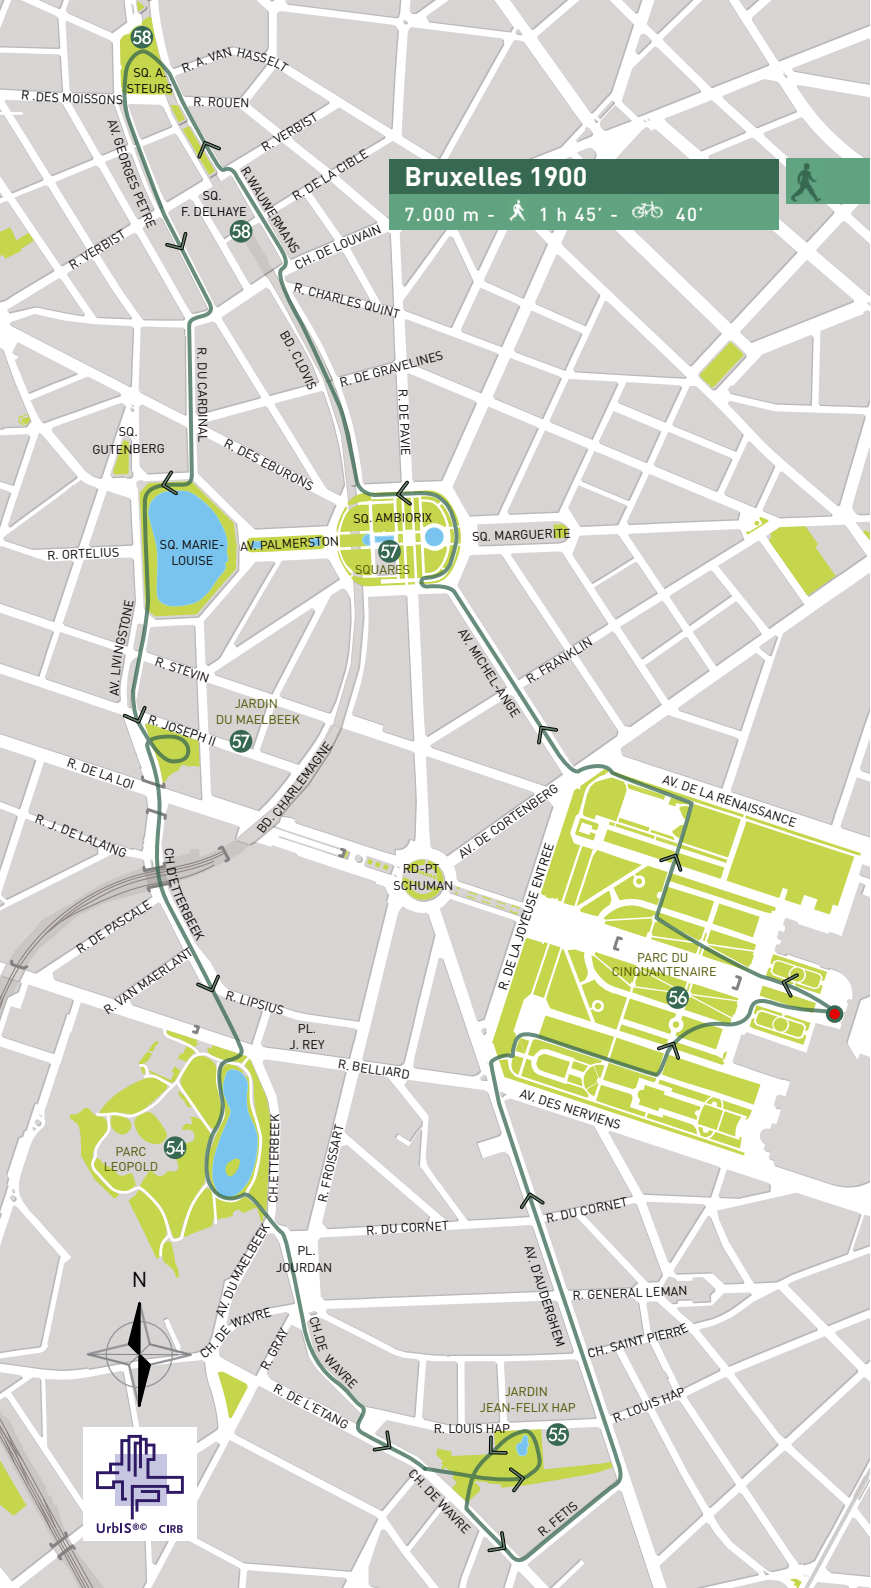 58
R. A. VAN HASSELT
SQ. A.
STEURS
R .DES MOISSONS
R. ROUEN
AV. GEORGES PETRE
R. VERBIST
R. DE LA CIBLE
R.WAUWERMANS
SQ.
F. DELHAYE
58
Bruxelles 1900
7.000 m - 1 h 45’ - 40’
R. VERBIST
CH. DE LOUVAIN
R. CHARLES QUINT
BD. CLOVIS
R. DE GRAVELINES
R. DU CARDINAL
R. DE PAVIE
SQ.
GUTENBERG
R. DES EBURONS
SQ. AMBIORIX
SQ. MARGUERITE
SQ. MARIE-
LOUISE
AV. PALMERSTON
57
SQUARES
R. ORTELIUS
AV. LIVINGSTONE
R. STEVIN
AV. MICHEL-ANGE
R. FRANKLIN
JARDIN
DU MAELBEEK
57
R. JOSEPH II
R. DE LA LOI
BD. CHARLEMAGNE
AV. DE LA RENAISSANCE
AV. DE CORTENBERG
R. J. DE LALAING
CH.D'ETTERBEEK
RD-PT
SCHUMAN
R. DE LA JOYEUSE ENTREE
R. DE PASCALE
PARC DU
CINQUANTENAIRE
56
R. VAN MAERLANT
R. LIPSIUS
PL.
J. REY
R. BELLIARD
AV. DES NERVIENS
PARC
LEOPOLD
54
CH.ETTERBEEK
R. FROISSART
R. DU CORNET
R. DU CORNET
PL.
JOURDAN
AV. DU MAELBEEK
AV. D'AUDERGHEM
N
R. GENERAL LEMAN
CH. DE WAVRE
R. GRAY
CH.DE WAVRE
CH. SAINT PIERRE
R. DE L'ETANG
JARDIN
JEAN-FELIX HAP
R. LOUIS HAP
R. LOUIS HAP
55
CH. DE WAVRE
R. FETIS
UrbIS®© CIRB